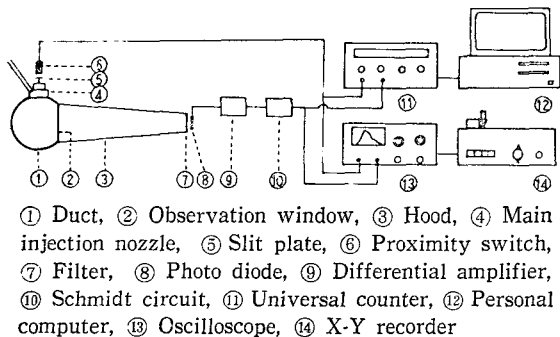 ⑥
⑤
④
① ② ③ ⑦ ⑧ ⑨ ⑩ ⑪ ⑫
⑬ ⑭
① Duct, ② Observation window, ③ Hood, ④ Main
injection nozzle, ⑤ Slit plate, ⑥ Proximity switch,
⑦ Filter, ⑧ Photo diode, ⑨ Differential amplifier,
⑩ Schmidt circuit, ⑪ Universal counter, ⑫ Personal
computer, ⑬ Oscilloscope, ⑭ X-Y recorder